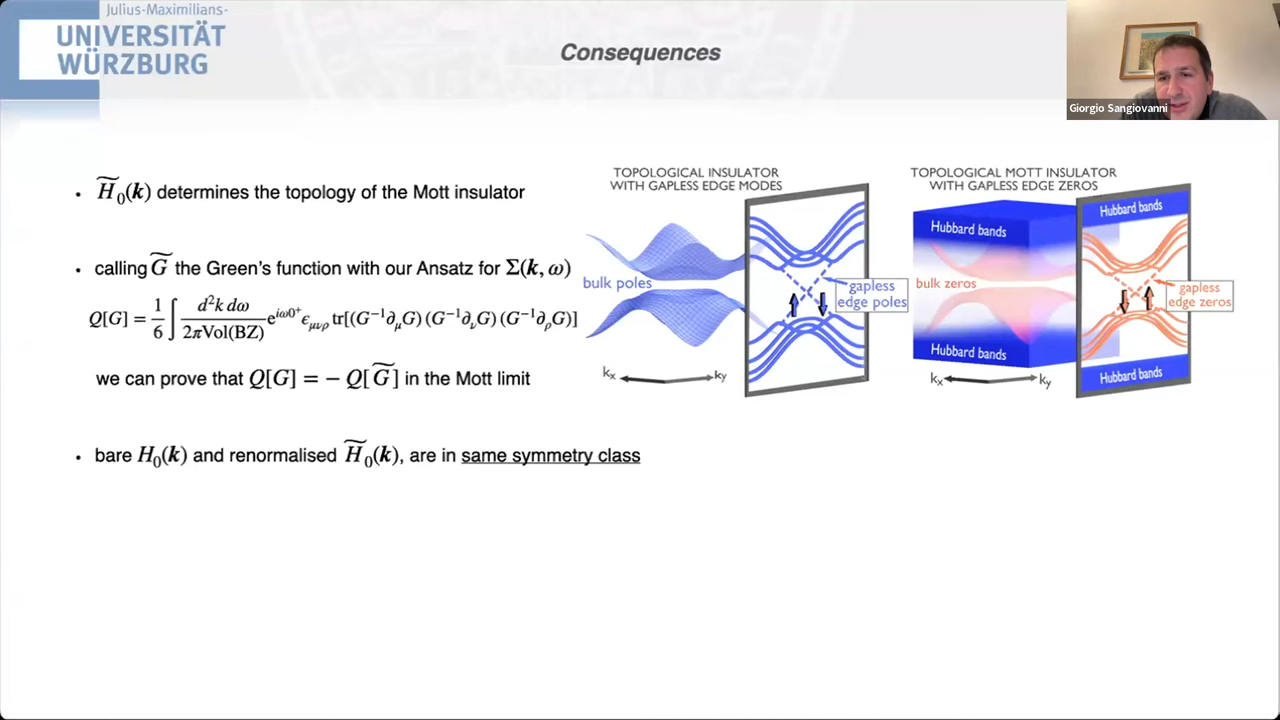 Julius-Maximilians-
UNIVERSITÄT
WÜRZBURG
Consequences
Giorgio Sangiovanni
• H̃₀(k) determines the topology of the Mott insulator
• calling G̃ the Green's function with our Ansatz for Σ(k, ω)
Q[G] = 1/6 ∫ d²k dω / 2πVol(BZ) e^{iω0⁺} ϵ_{μνρ} tr[(G⁻¹∂_μG) (G⁻¹∂_νG) (G⁻¹∂_ρG)]
we can prove that Q[G] = − Q[G̃] in the Mott limit
• bare H₀(k) and renormalised H̃₀(k), are in same symmetry class
TOPOLOGICAL INSULATOR
WITH GAPLESS EDGE MODES
bulk poles
gapless
edge poles
kx
ky
TOPOLOGICAL MOTT INSULATOR
WITH GAPLESS EDGE ZEROS
Hubbard bands
Hubbard bands
bulk zeros
gapless
edge zeros
Hubbard bands
Hubbard bands
kx
ky